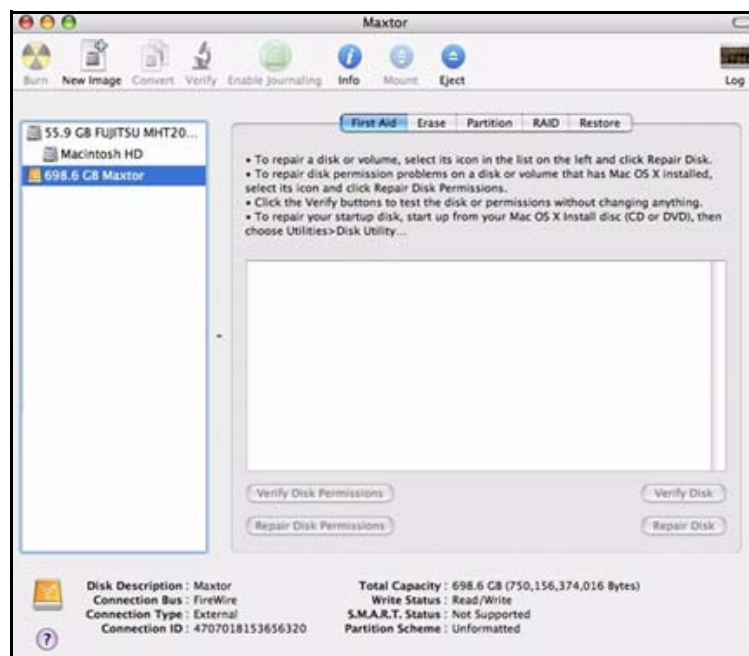 Maxtor
Burn New Image Convert Verify Enable Journaling Info Mount Eject Log
First Aid Erase Partition RAID Restore
55.9 GB FUJITSU MHT20...
Macintosh HD
698.6 GB Maxtor
• To repair a disk or volume, select its icon in the list on the left and click Repair Disk.
• To repair disk permission problems on a disk or volume that has Mac OS X installed,
select its icon and click Repair Disk Permissions.
• Click the Verify buttons to test the disk or permissions without changing anything.
• To repair your startup disk, start up from your Mac OS X Install disc (CD or DVD), then
choose Utilities>Disk Utility...
Verify Disk Permissions Verify Disk
Repair Disk Permissions Repair Disk
Disk Description : Maxtor
Connection Bus : FireWire
Connection Type : External
Connection ID : 4707018153656320
Total Capacity : 698.6 GB (750,156,374,016 Bytes)
Write Status : Read/Write
S.M.A.R.T. Status : Not Supported
Partition Scheme : Unformatted
?